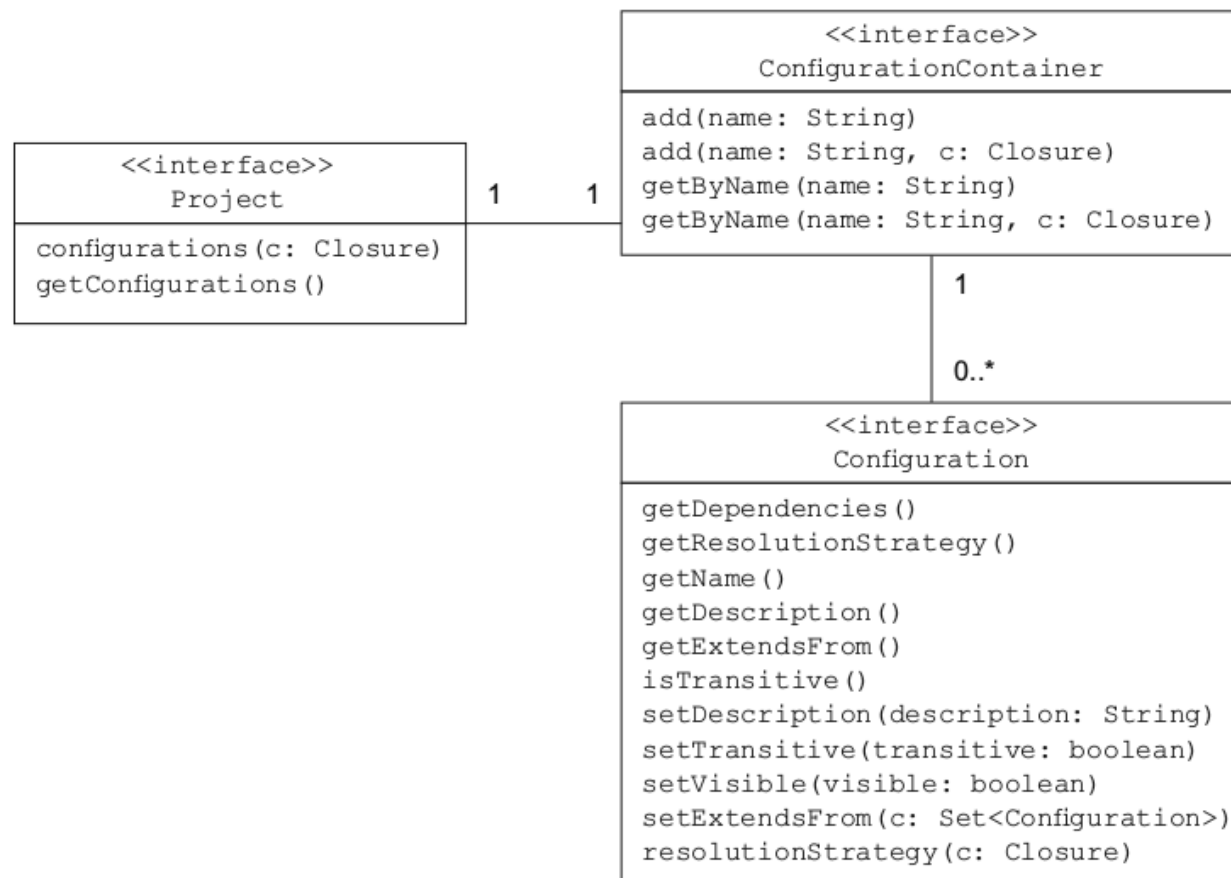 <<interface>>
Project
configurations(c: Closure)
getConfigurations()
1
1
<<interface>>
ConfigurationContainer
add(name: String)
add(name: String, c: Closure)
getByName(name: String)
getByName(name: String, c: Closure)
1
0..*
<<interface>>
Configuration
getDependencies()
getResolutionStrategy()
getName()
getDescription()
getExtendsFrom()
isTransitive()
setDescription(description: String)
setTransitive(transitive: boolean)
setVisible(visible: boolean)
setExtendsFrom(c: Set<Configuration>)
resolutionStrategy(c: Closure)